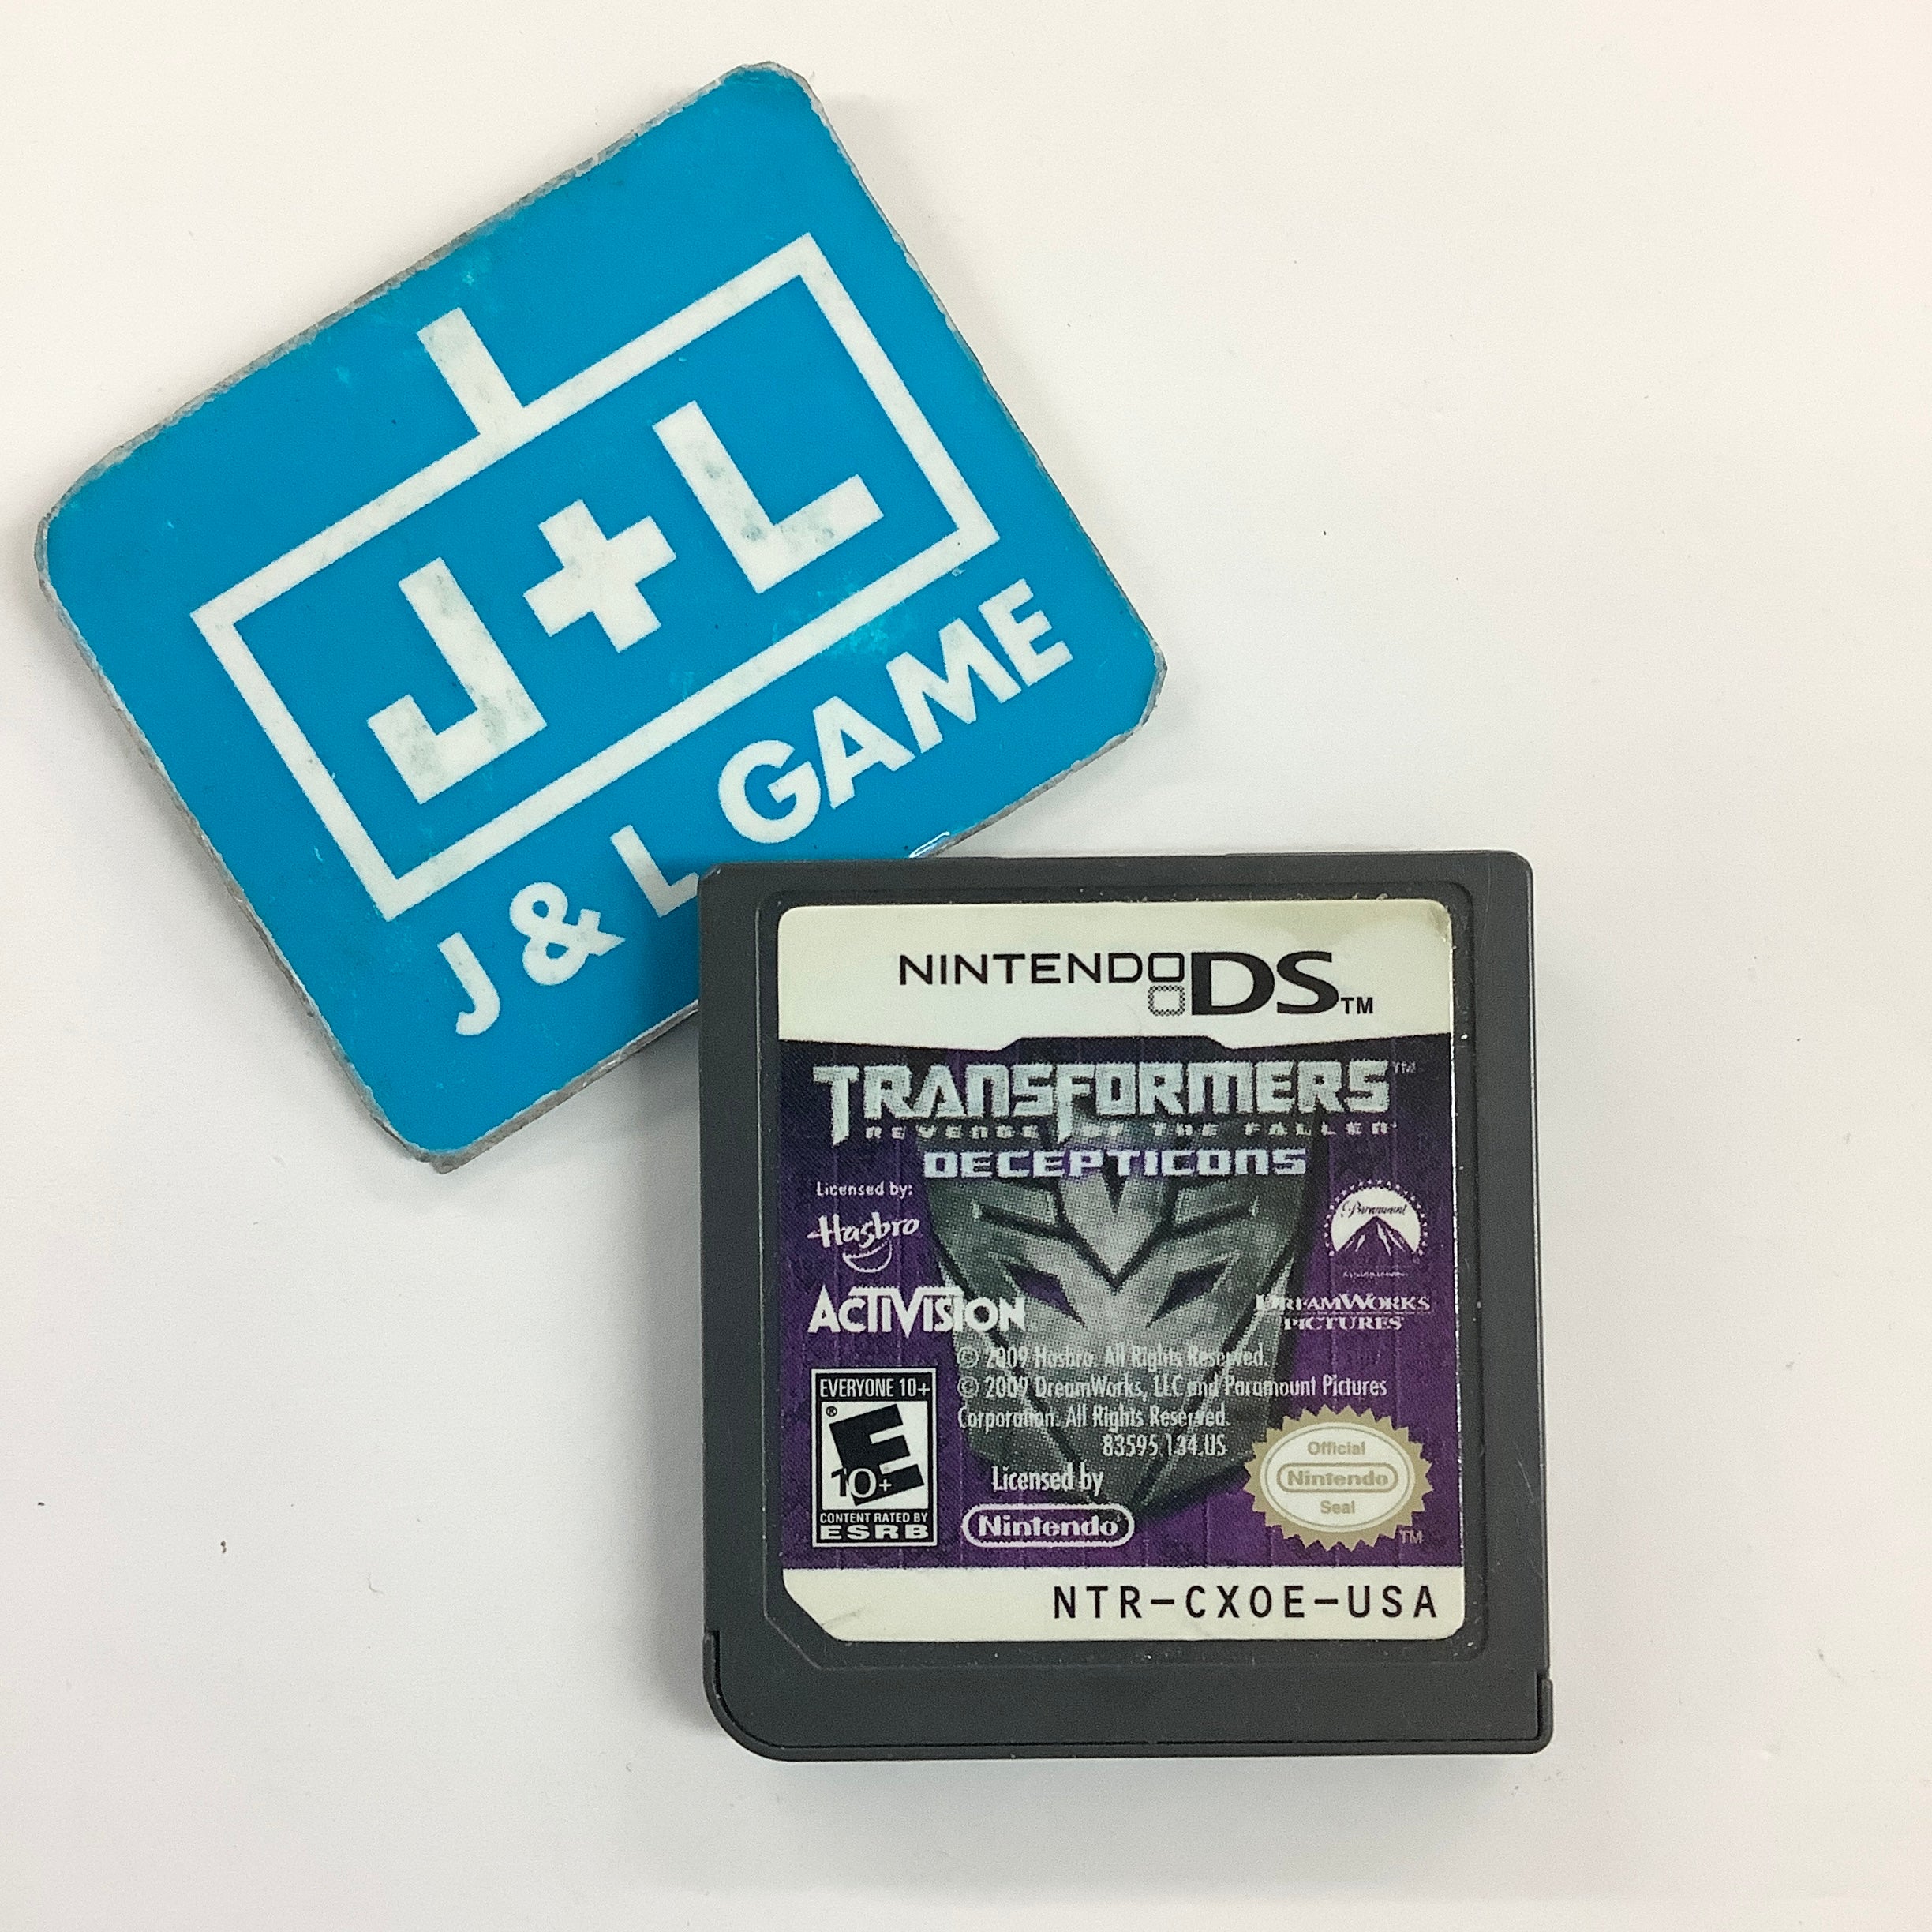 J+L
J & L GAME
NINTENDO DS™
TRANSFORMERS™
REVENGE OF THE FALLEN
DECEPTICONS
Licensed by:
Hasbro
Paramount
ACTIVISION
DREAMWORKS
PICTURES
© 2009 Hasbro. All Rights Reserved.
© 2009 DreamWorks, LLC and Paramount Pictures
Corporation. All Rights Reserved.
83595.134.US
EVERYONE 10+
E
®
10+
CONTENT RATED BY
ESRB
Licensed by
Nintendo
Official
Nintendo
Seal
TM
NTR-CXOE-USA